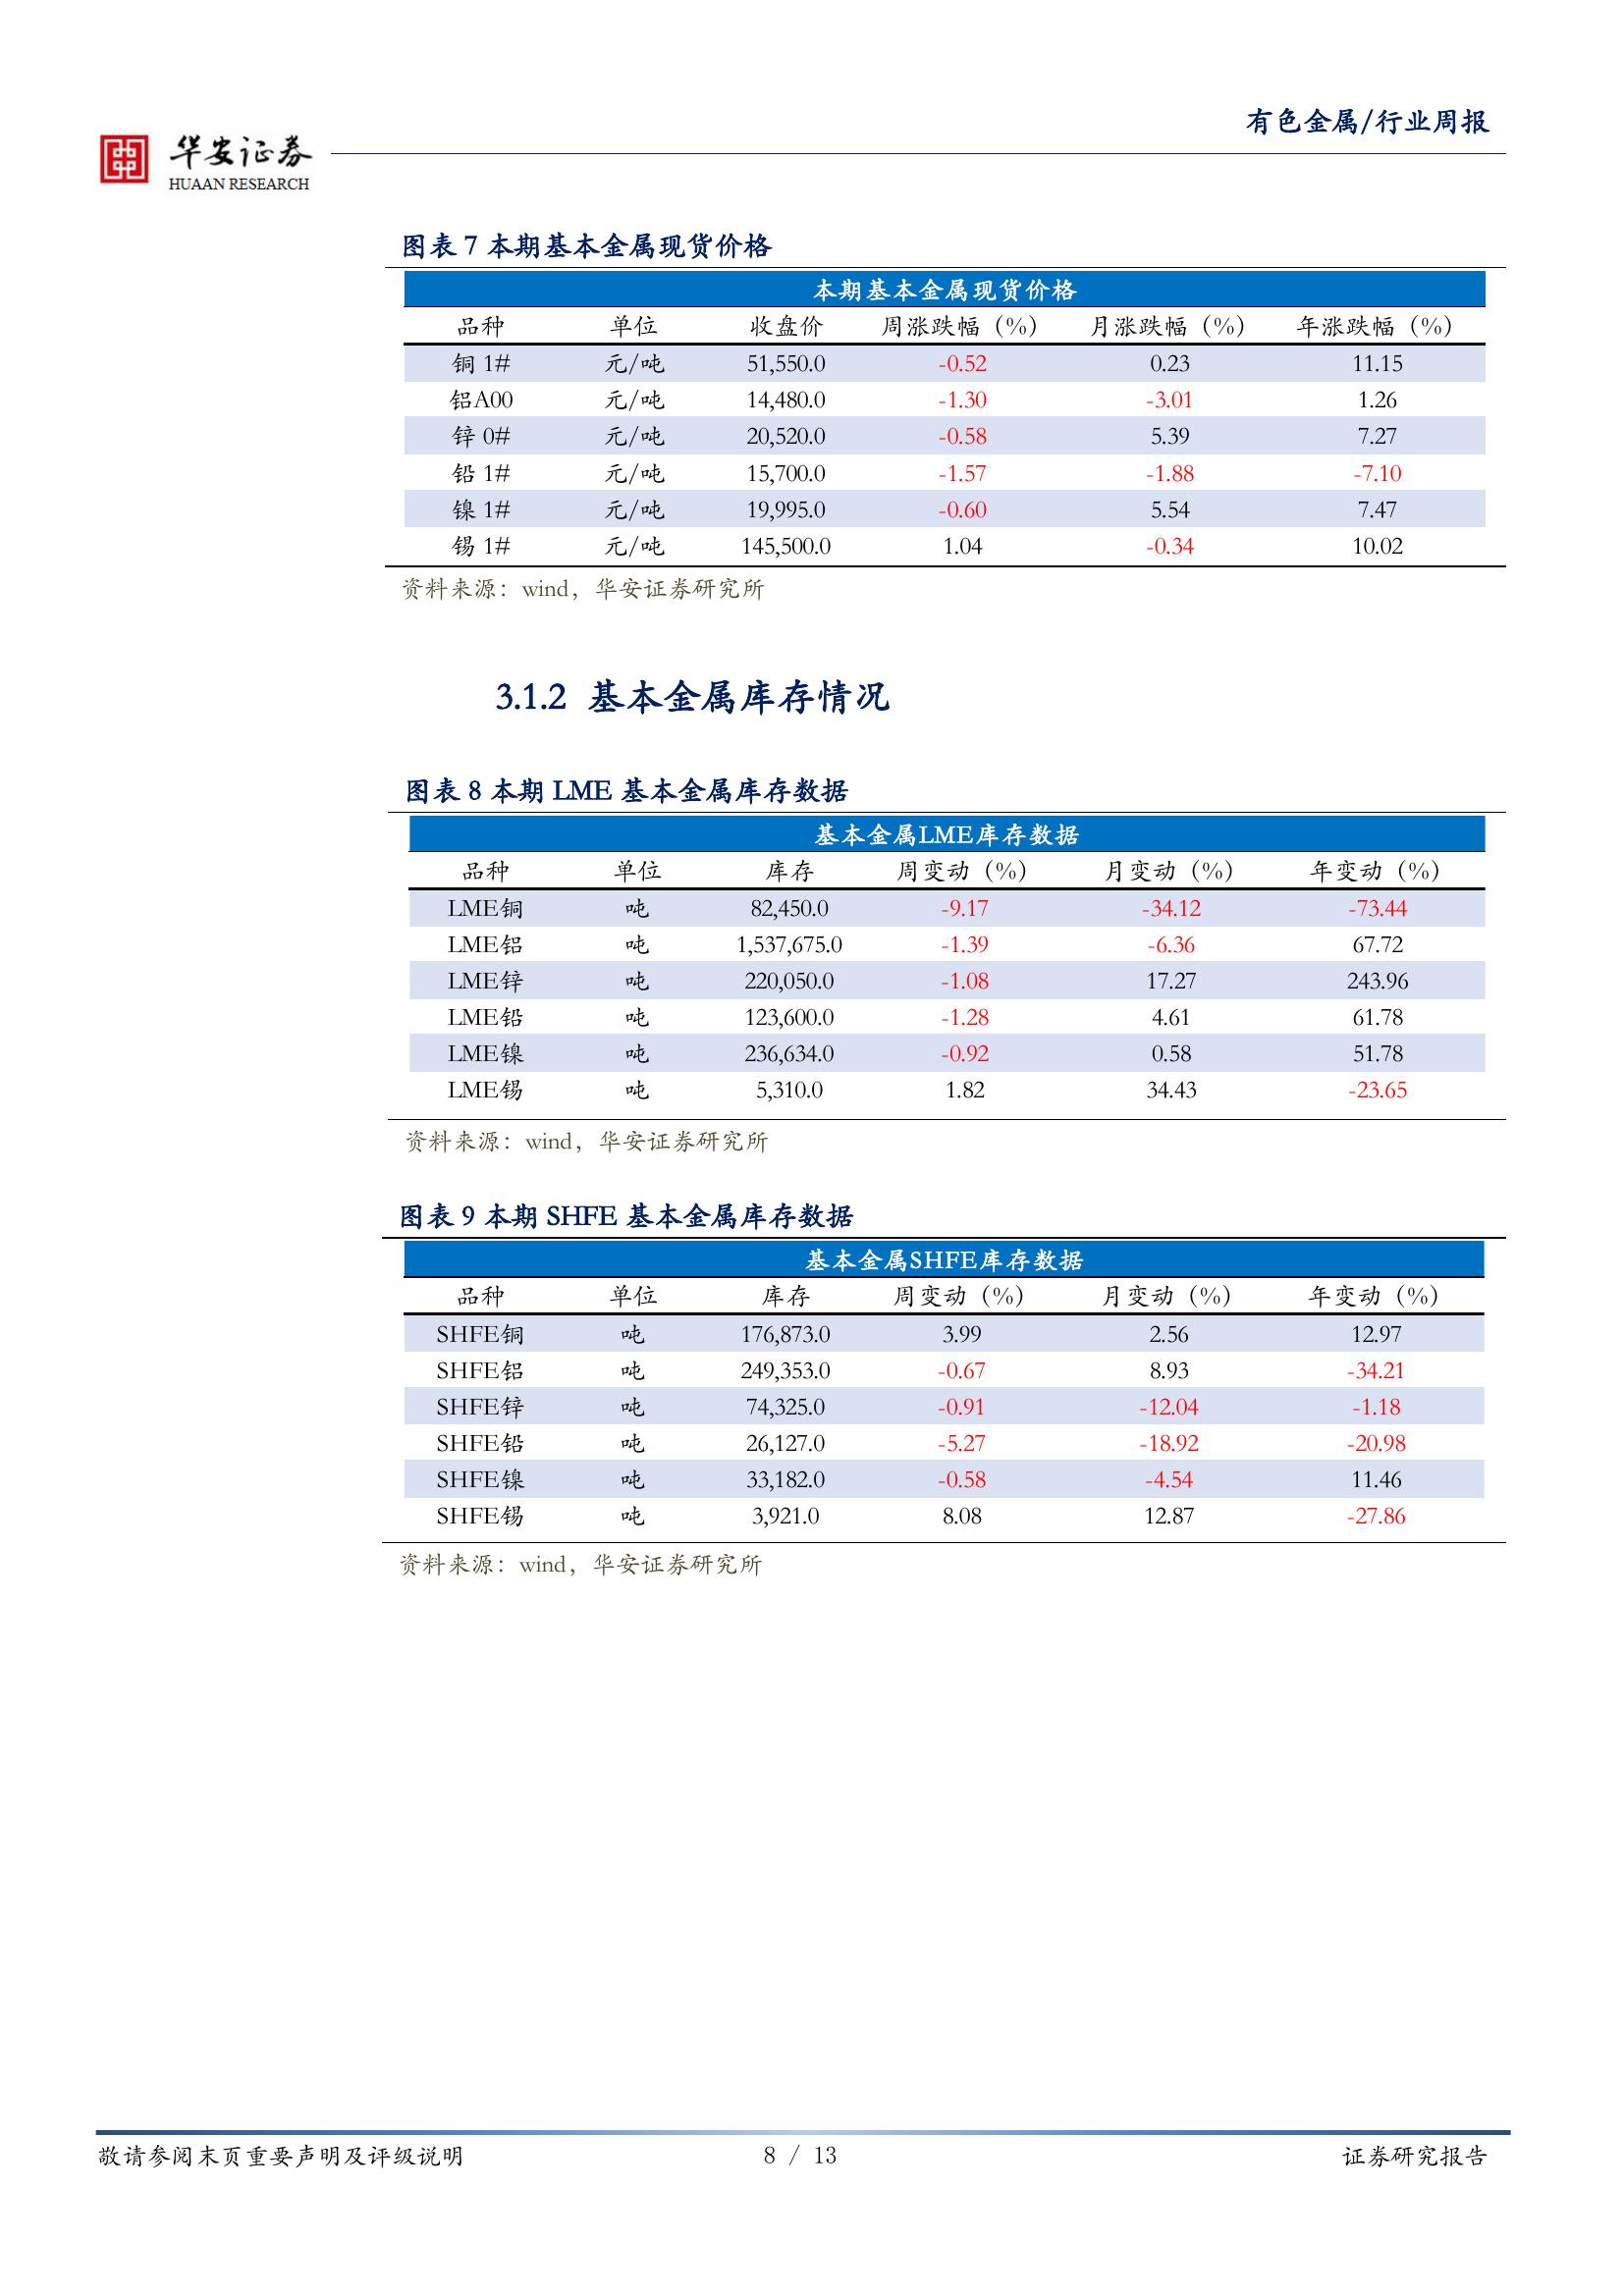 有色金属/行业周报
华安证券
HUAAN RESEARCH
图表 7 本期基本金属现货价格
本期基本金属现货价格
品种 单位 收盘价 周涨跌幅（%） 月涨跌幅（%） 年涨跌幅（%）
铜 1# 元/吨 51,550.0 -0.52 0.23 11.15
铝A00 元/吨 14,480.0 -1.30 -3.01 1.26
锌 0# 元/吨 20,520.0 -0.58 5.39 7.27
铅 1# 元/吨 15,700.0 -1.57 -1.88 -7.10
镍 1# 元/吨 19,995.0 -0.60 5.54 7.47
锡 1# 元/吨 145,500.0 1.04 -0.34 10.02
资料来源：wind，华安证券研究所
3.1.2 基本金属库存情况
图表 8 本期 LME 基本金属库存数据
基本金属LME库存数据
品种 单位 库存 周变动（%） 月变动（%） 年变动（%）
LME铜 吨 82,450.0 -9.17 -34.12 -73.44
LME铝 吨 1,537,675.0 -1.39 -6.36 67.72
LME锌 吨 220,050.0 -1.08 17.27 243.96
LME铅 吨 123,600.0 -1.28 4.61 61.78
LME镍 吨 236,634.0 -0.92 0.58 51.78
LME锡 吨 5,310.0 1.82 34.43 -23.65
资料来源：wind，华安证券研究所
图表 9 本期 SHFE 基本金属库存数据
基本金属SHFE库存数据
品种 单位 库存 周变动（%） 月变动（%） 年变动（%）
SHFE铜 吨 176,873.0 3.99 2.56 12.97
SHFE铝 吨 249,353.0 -0.67 8.93 -34.21
SHFE锌 吨 74,325.0 -0.91 -12.04 -1.18
SHFE铅 吨 26,127.0 -5.27 -18.92 -20.98
SHFE镍 吨 33,182.0 -0.58 -4.54 11.46
SHFE锡 吨 3,921.0 8.08 12.87 -27.86
资料来源：wind，华安证券研究所
敬请参阅末页重要声明及评级说明 8 / 13 证券研究报告